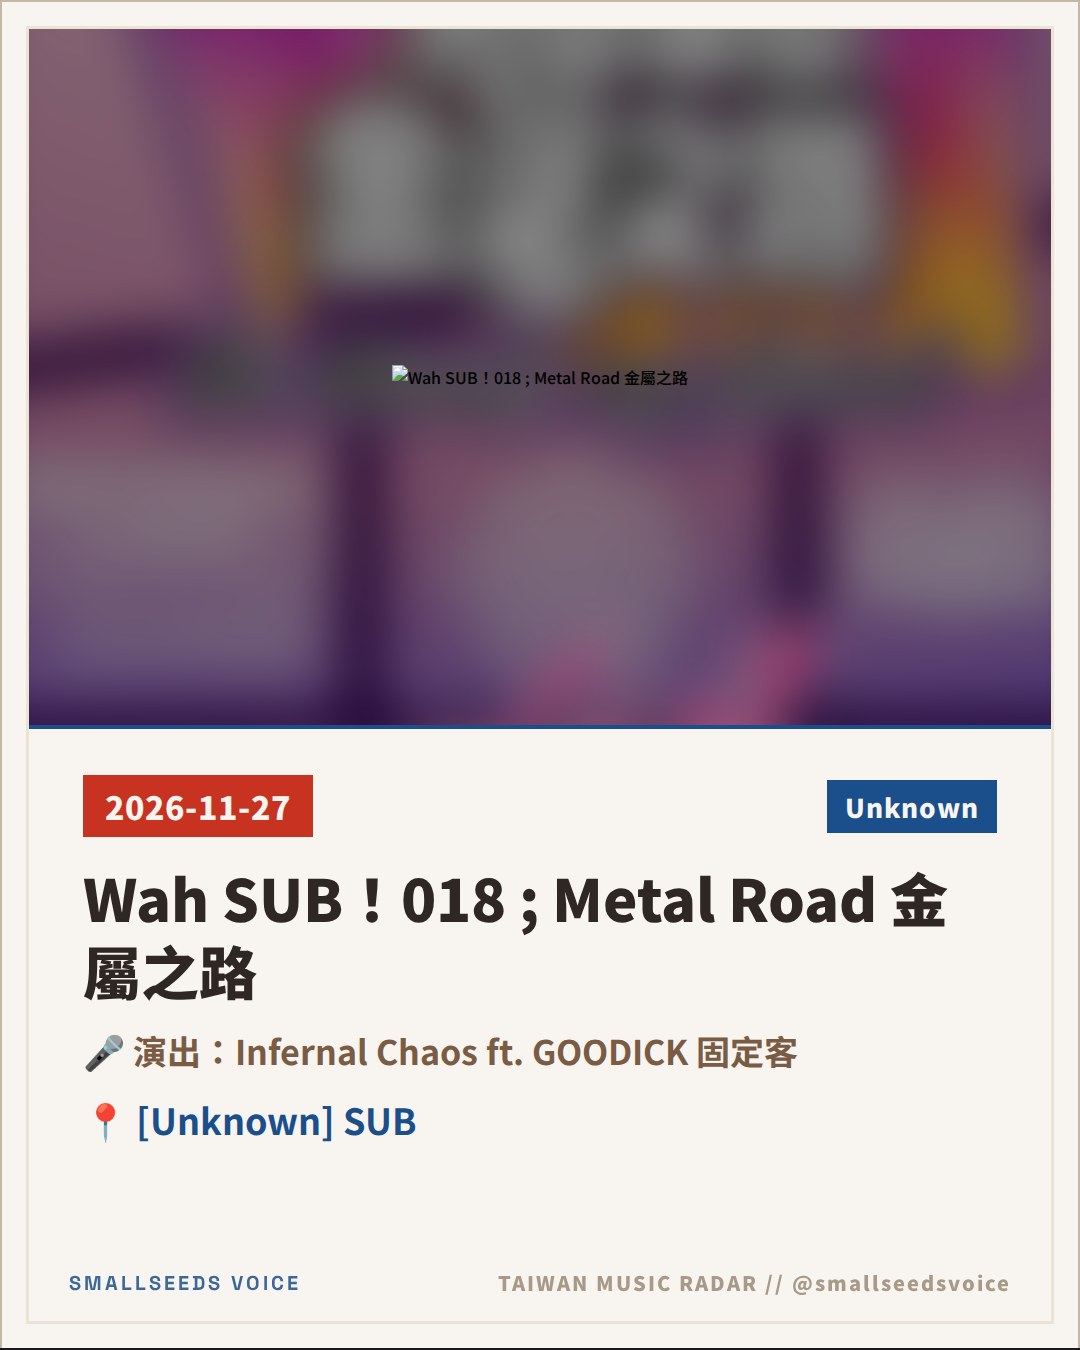 Wah SUB！018 ; Metal Road 金屬之路
2026-11-27
Unknown
Wah SUB！018 ; Metal Road 金
屬之路
🎤 演出：Infernal Chaos ft. GOODICK 固定客
📍 [Unknown] SUB
SMALLSEEDS VOICE
TAIWAN MUSIC RADAR // @smallseedsvoice